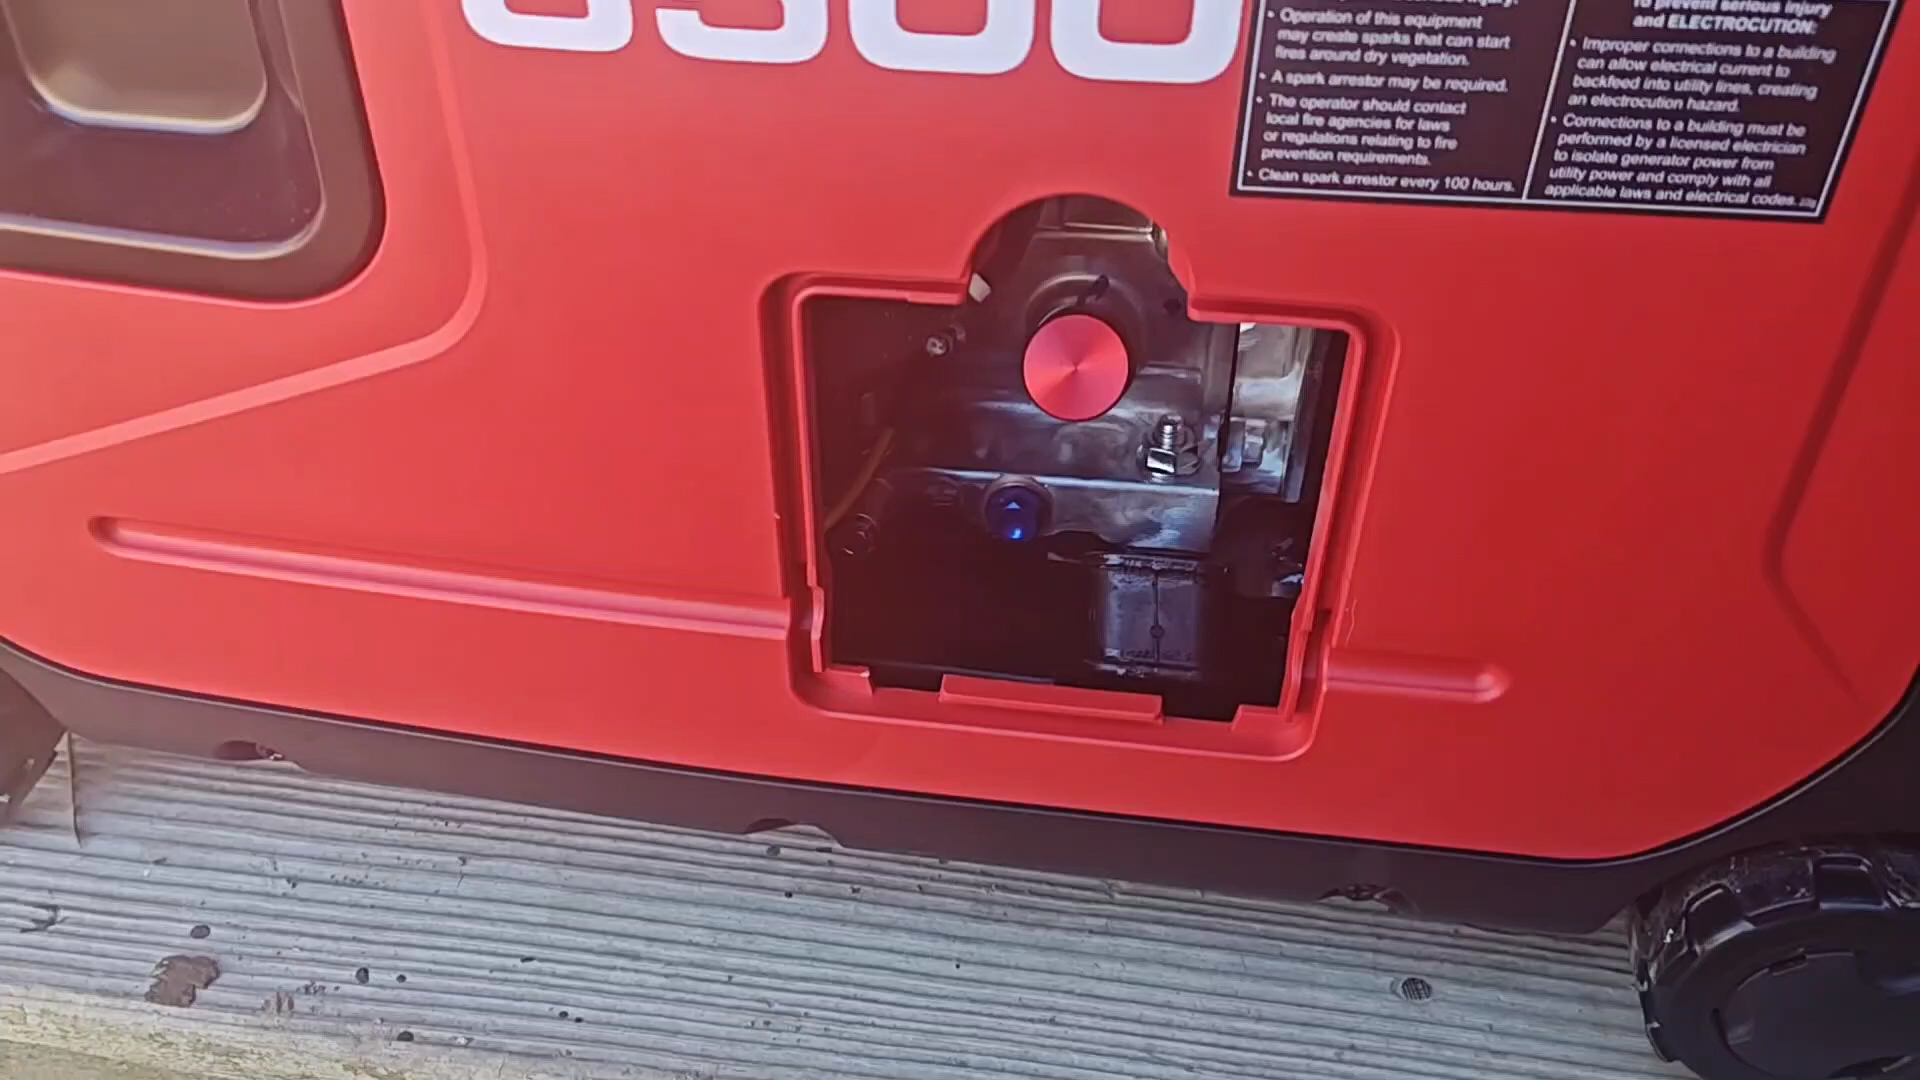 Operation of this equipment
may create sparks that can start
fires around dry vegetation.
• A spark arrestor may be required.
• The operator should contact
local fire agencies for laws
or regulations relating to fire
prevention requirements.
• Clean spark arrestor every 100 hours.
To prevent serious injury
and ELECTROCUTION:
• Improper connections to a building
can allow electrical current to
backfeed into utility lines, creating
an electrocution hazard.
• Connections to a building must be
performed by a licensed electrician
to isolate generator power from
utility power and comply with all
applicable laws and electrical codes.